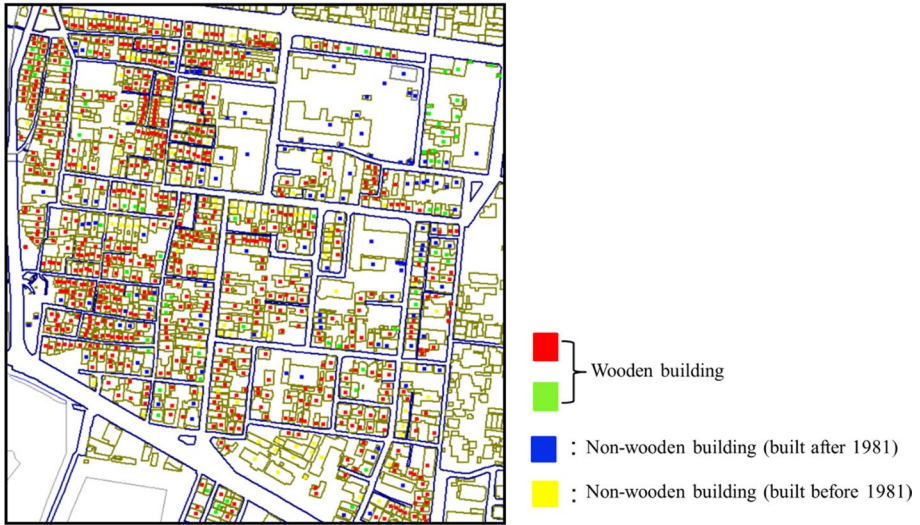 Wooden building
: Non-wooden building (built after 1981)
: Non-wooden building (built before 1981)